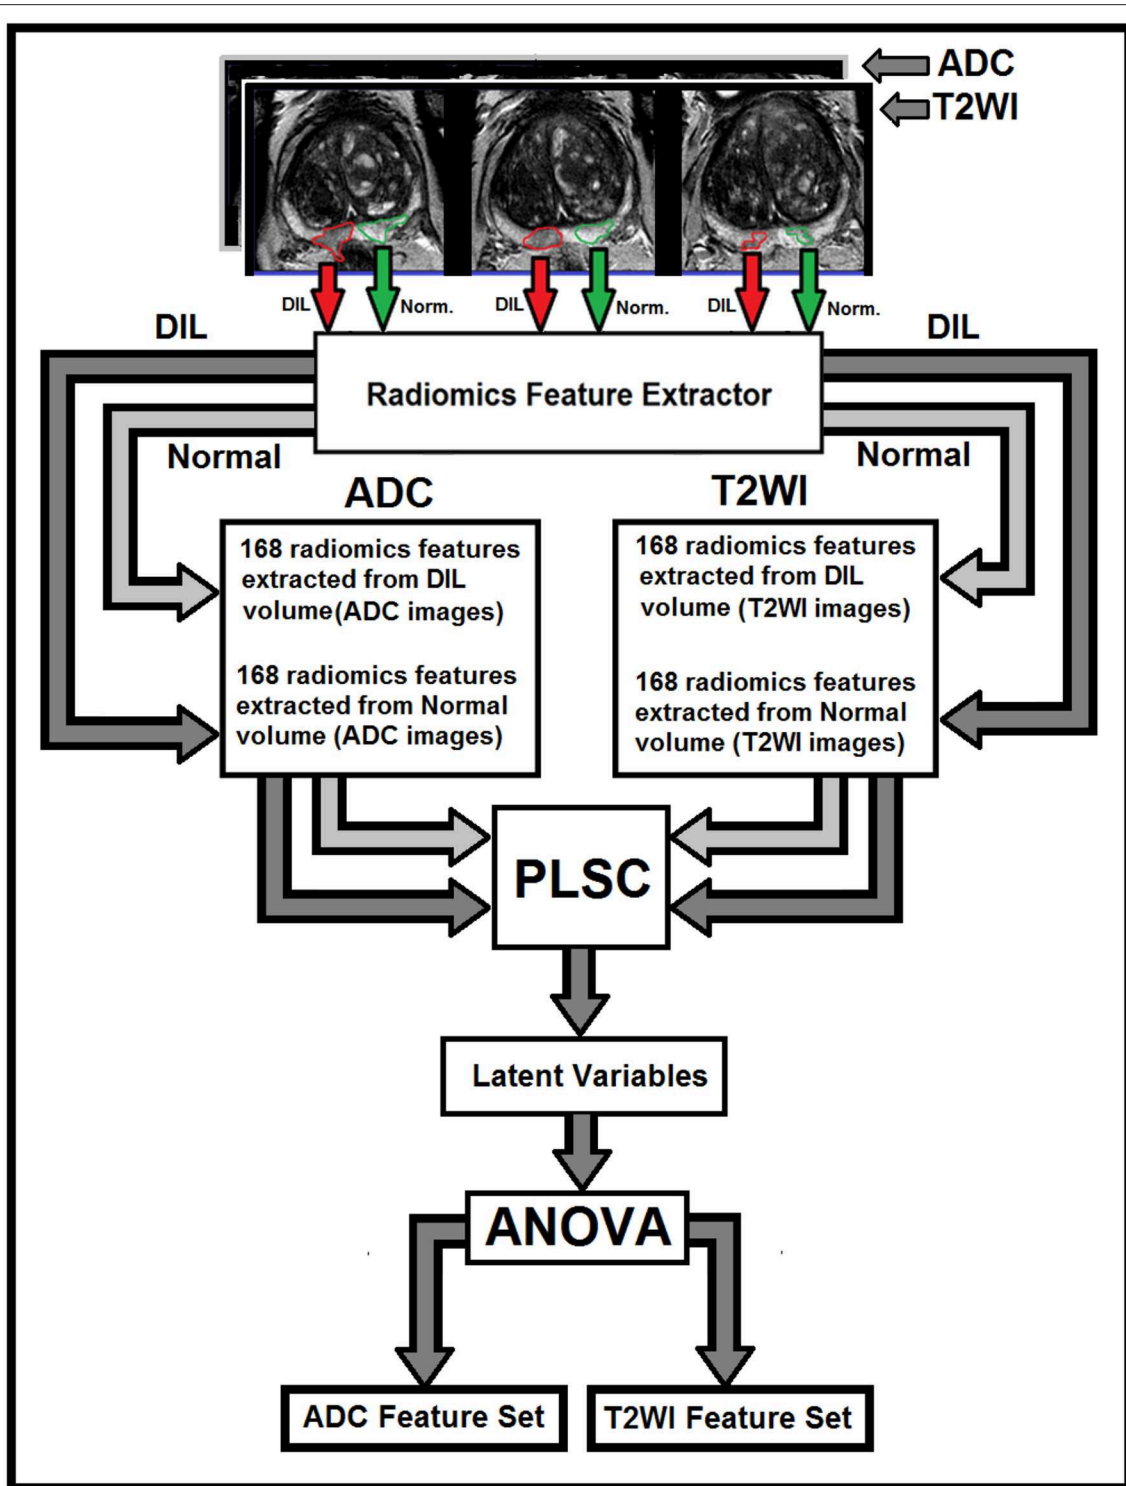 ADC
T2WI
DIL
Norm.
DIL
Norm.
DIL
Norm.
DIL
DIL
Radiomics Feature Extractor
Normal
Normal
ADC
T2WI
168 radiomics features
extracted from DIL
volume(ADC images)
168 radiomics features
extracted from Normal
volume (ADC images)
168 radiomics features
extracted from DIL
volume (T2WI images)
168 radiomics features
extracted from Normal
volume (T2WI images)
PLSC
Latent Variables
ANOVA
ADC Feature Set
T2WI Feature Set